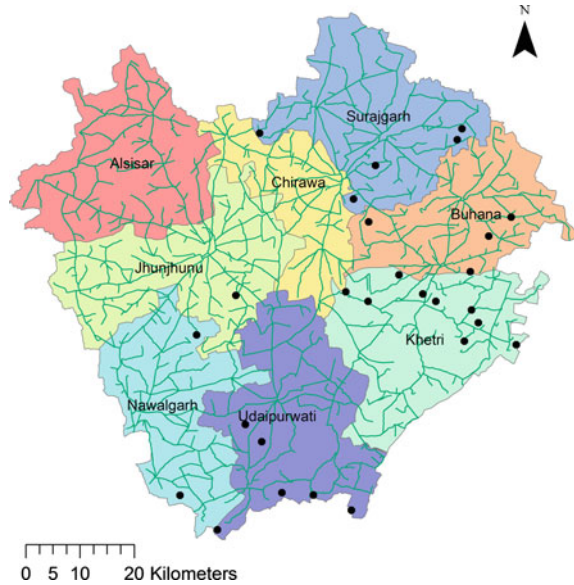 N
Surajgarh
Alsisar
Chirawa
Buhana
Jhunjhunu
Khetri
Nawalgarh
Udaipurwati
0 5 10 20 Kilometers